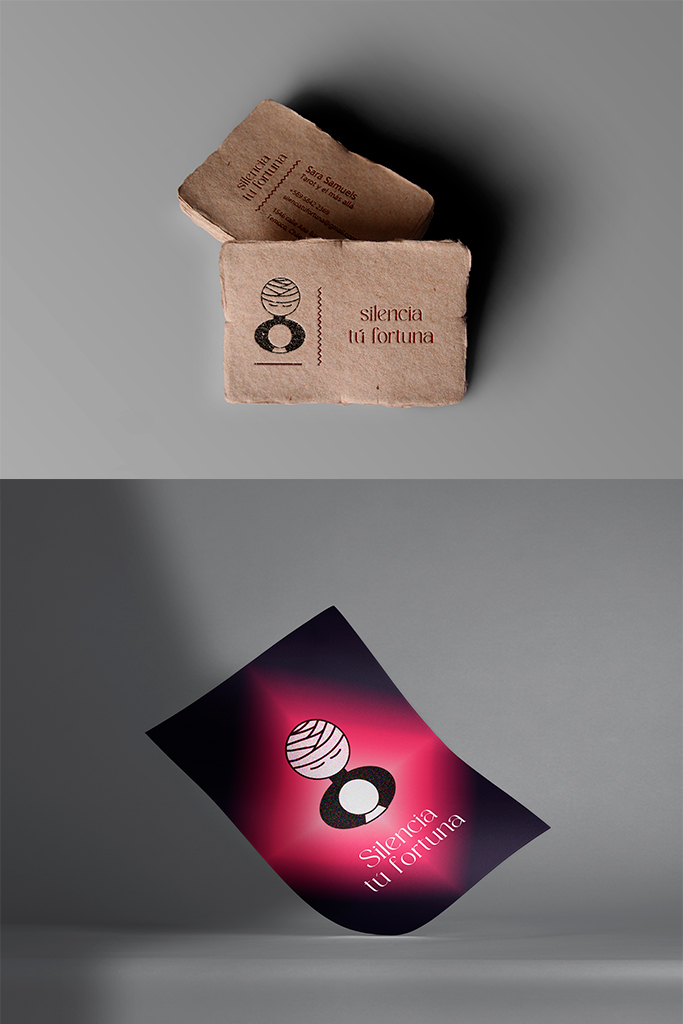 silencia
tú fortuna
Sara Samuels
Tarot y el más allá
silencia
tú fortuna
Silencia
tú fortuna